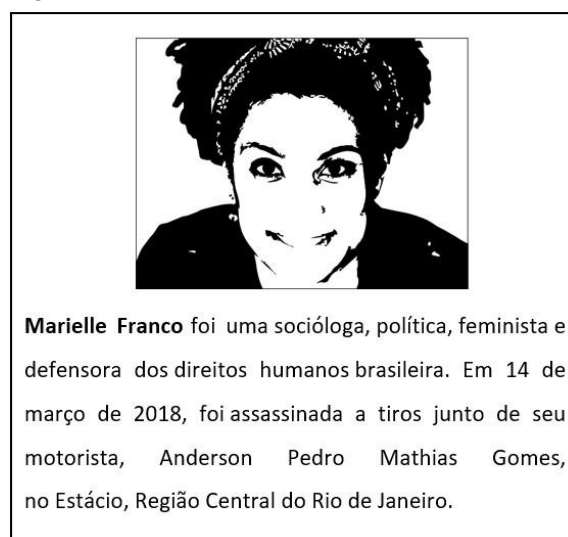 Marielle Franco foi uma socióloga, política, feminista e
defensora dos direitos humanos brasileira. Em 14 de
março de 2018, foi assassinada a tiros junto de seu
motorista, Anderson Pedro Mathias Gomes,
no Estácio, Região Central do Rio de Janeiro.